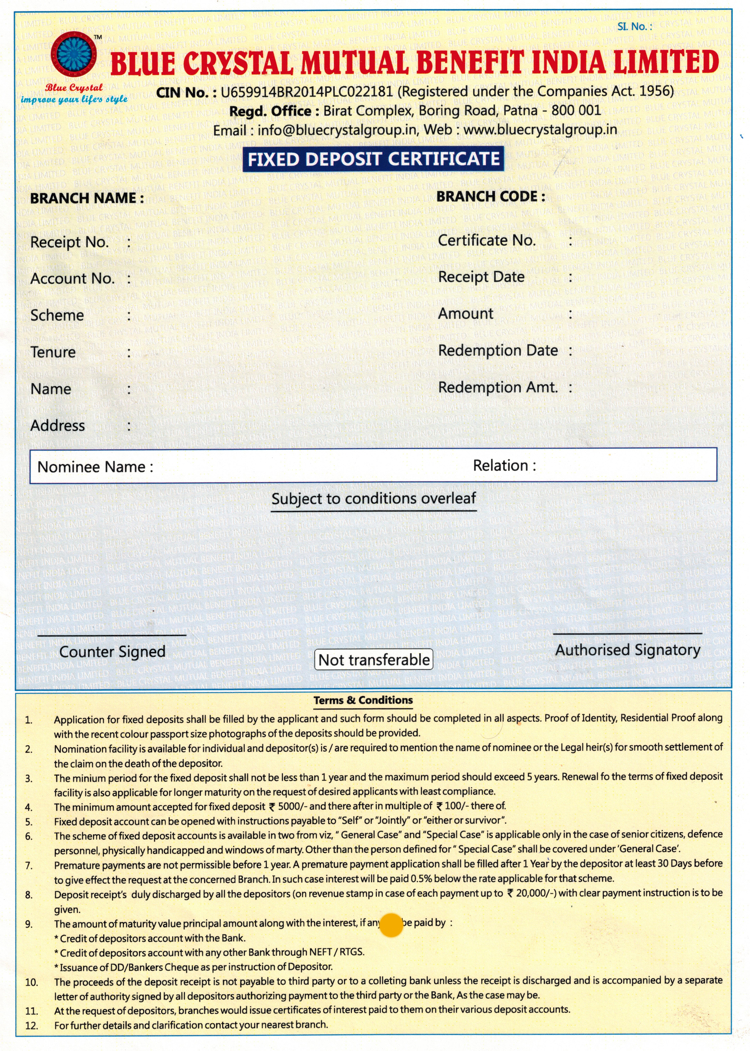 SI. No. :
TM
BLUE CRYSTAL MUTUAL BENEFIT INDIA LIMITED
Blue Crystal
improve your life's style
CIN No. : U659914BR2014PLC022181 (Registered under the Companies Act. 1956)
Regd. Office : Birat Complex, Boring Road, Patna - 800 001
Email : info@bluecrystalgroup.in, Web : www.bluecrystalgroup.in
FIXED DEPOSIT CERTIFICATE
BRANCH NAME : BRANCH CODE :
Receipt No. : Certificate No. :
Account No. : Receipt Date :
Scheme : Amount :
Tenure : Redemption Date :
Name : Redemption Amt. :
Address :
Nominee Name : Relation :
Subject to conditions overleaf
Counter Signed Not transferable Authorised Signatory
Terms & Conditions
1. Application for fixed deposits shall be filled by the applicant and such form should be completed in all aspects. Proof of Identity, Residential Proof along
with the recent colour passport size photographs of the deposits should be provided.
2. Nomination facility is available for individual and depositor(s) is / are required to mention the name of nominee or the Legal heir(s) for smooth settlement of
the claim on the death of the depositor.
3. The minium period for the fixed deposit shall not be less than 1 year and the maximum period should exceed 5 years. Renewal fo the terms of fixed deposit
facility is also applicable for longer maturity on the request of desired applicants with least compliance.
4. The minimum amount accepted for fixed deposit ₹ 5000/- and there after in multiple of ₹ 100/- there of.
5. Fixed deposit account can be opened with instructions payable to "Self" or "Jointly" or "either or survivor".
6. The scheme of fixed deposit accounts is available in two from viz, " General Case" and "Special Case" is applicable only in the case of senior citizens, defence
personnel, physically handicapped and windows of marty. Other than the person defined for " Special Case" shall be covered under 'General Case'.
7. Premature payments are not permissible before 1 year. A premature payment application shall be filled after 1 Year by the depositor at least 30 Days before
to give effect the request at the concerned Branch. In such case interest will be paid 0.5% below the rate applicable for that scheme.
8. Deposit receipt's duly discharged by all the depositors (on revenue stamp in case of each payment up to ₹ 20,000/-) with clear payment instruction is to be
given.
9. The amount of maturity value principal amount along with the interest, if any be paid by :
* Credit of depositors account with the Bank.
* Credit of depositors account with any other Bank through NEFT / RTGS.
* Issuance of DD/Bankers Cheque as per instruction of Depositor.
10. The proceeds of the deposit receipt is not payable to third party or to a colleting bank unless the receipt is discharged and is accompanied by a separate
letter of authority signed by all depositors authorizing payment to the third party or the Bank, As the case may be.
11. At the request of depositors, branches would issue certificates of interest paid to them on their various deposit accounts.
12. For further details and clarification contact your nearest branch.